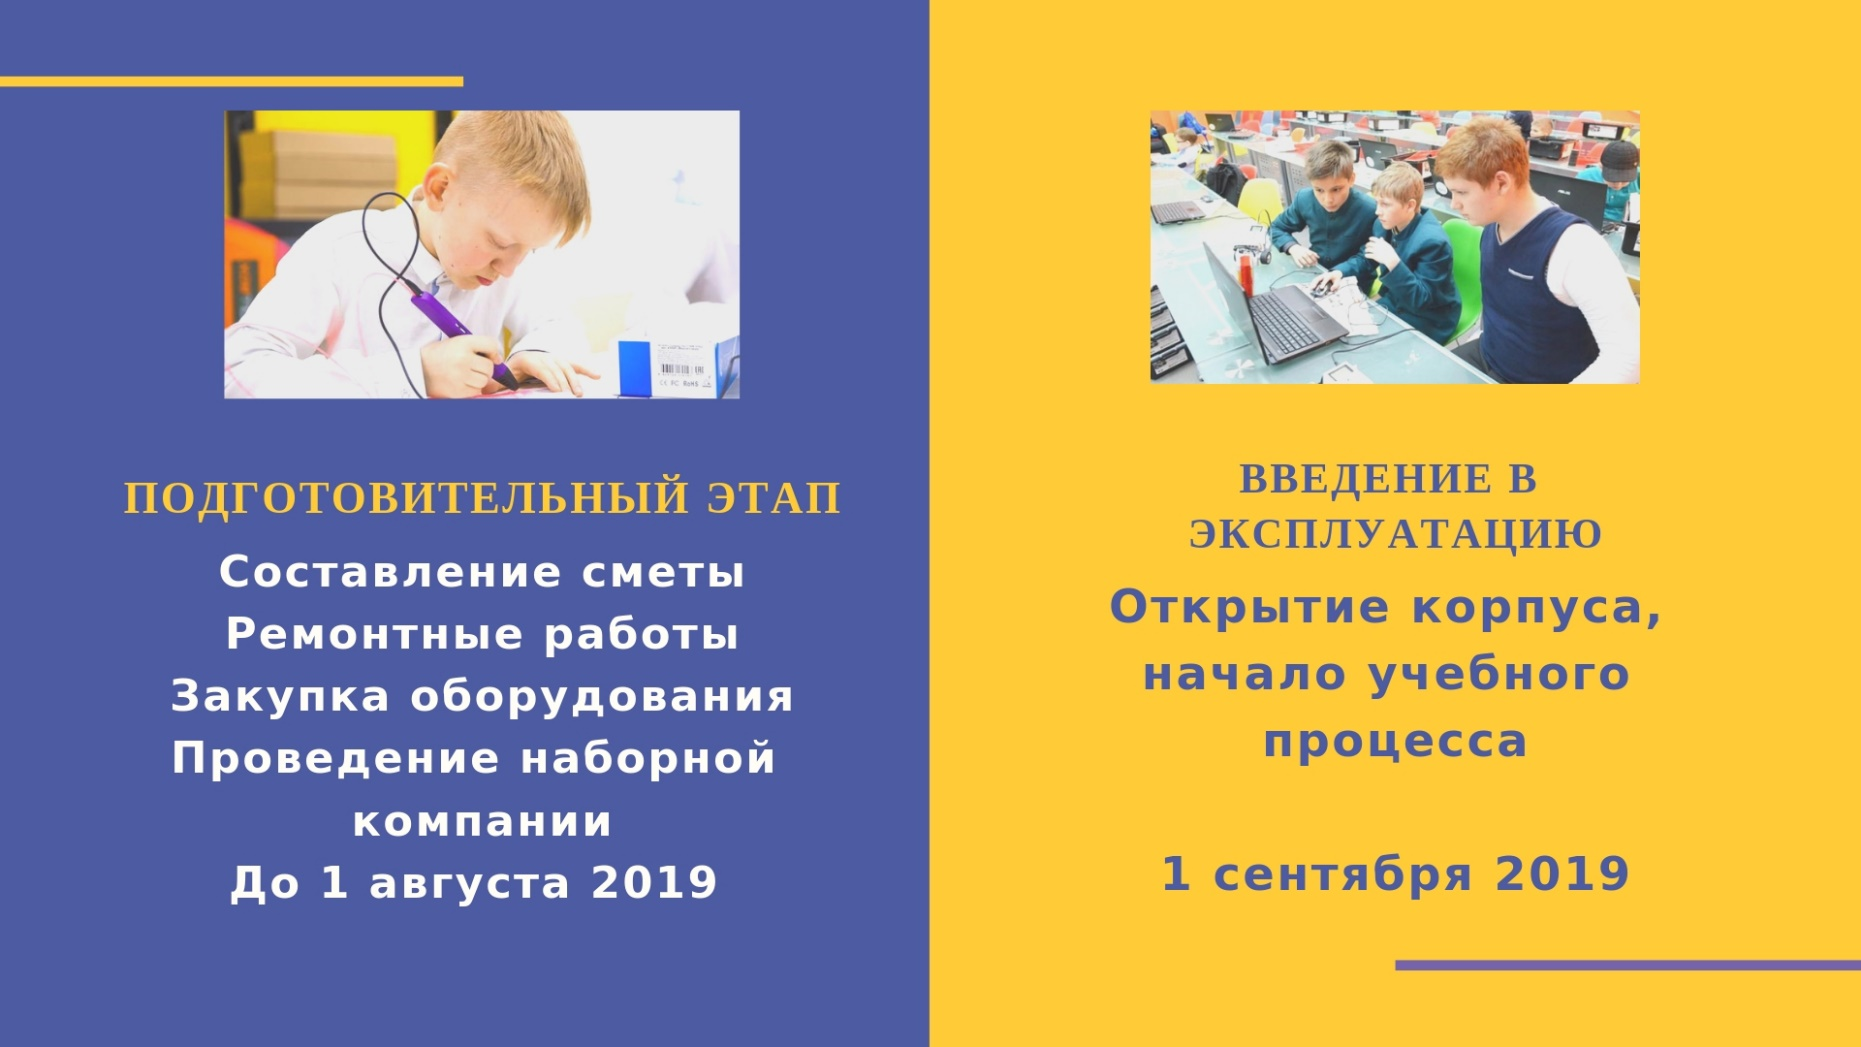 ПОДГОТОВИТЕЛЬНЫЙ ЭТАП
Составление сметы
Ремонтные работы
Закупка оборудования
Проведение наборной
компании
До 1 августа 2019
ВВЕДЕНИЕ В
ЭКСПЛУАТАЦИЮ
Открытие корпуса,
начало учебного
процесса
1 сентября 2019